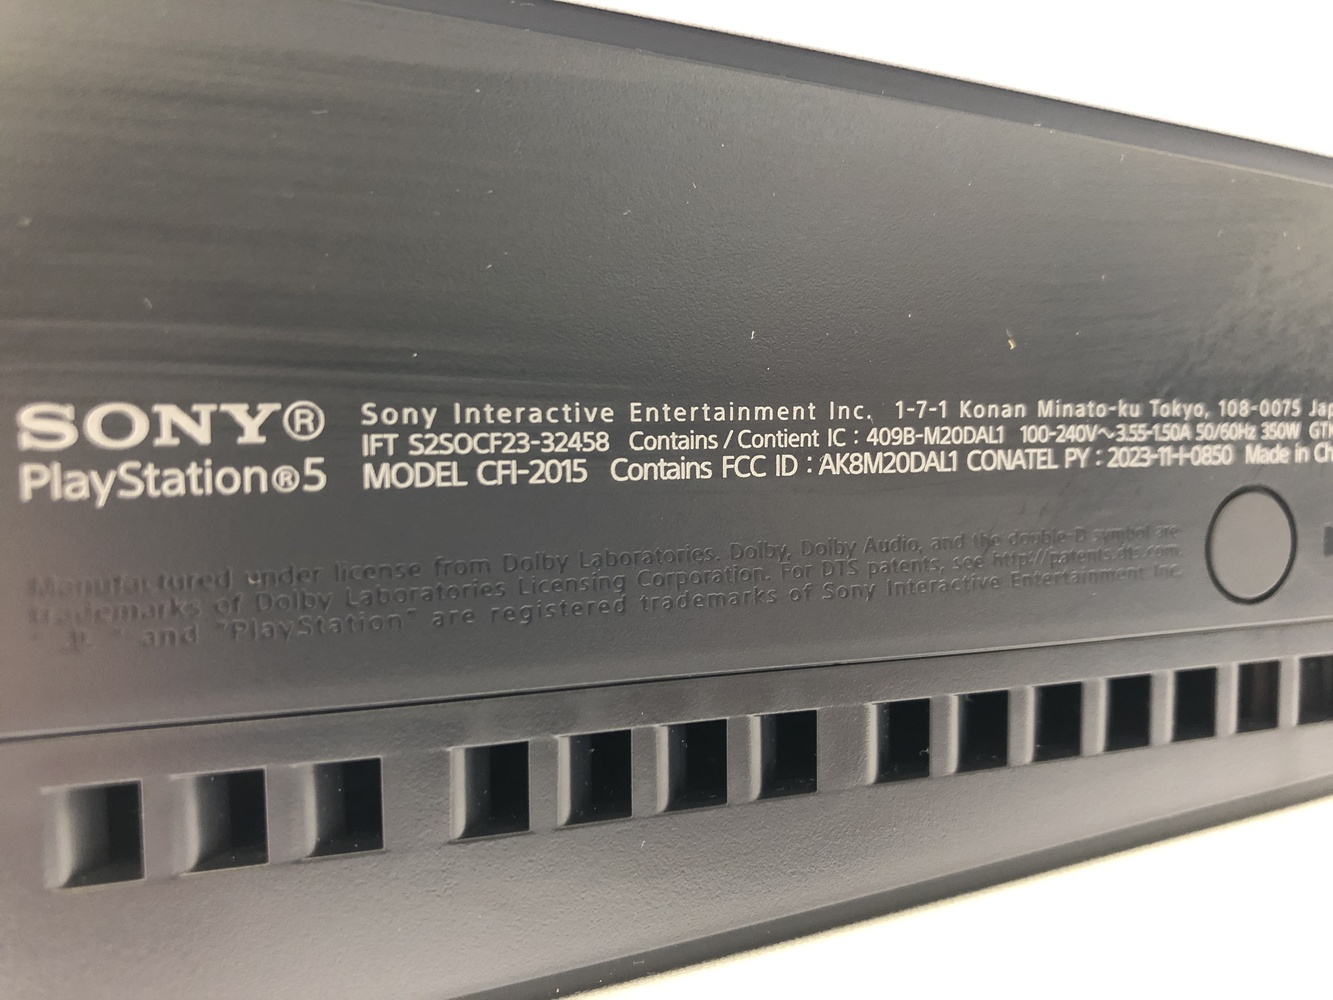 SONY®
PlayStation®5
Sony Interactive Entertainment Inc. 1-7-1 Konan Minato-ku Tokyo, 108-0075 Jap
IFT S2SOCF23-32458 Contains / Contient IC : 409B-M20DAL1 100-240V~3.55-1.50A 50/60Hz 350W GTK
MODEL CFI-2015 Contains FCC ID : AK8M20DAL1 CONATEL PY : 2023-11-I-0850 Made in Ch
Manufactured under license from Dolby Laboratories. Dolby, Dolby Audio, and the double-D symbol are
trademarks of Dolby Laboratories Licensing Corporation. For DTS patents, see http://patents.dts.com.
" " and "PlayStation" are registered trademarks of Sony Interactive Entertainment Inc.